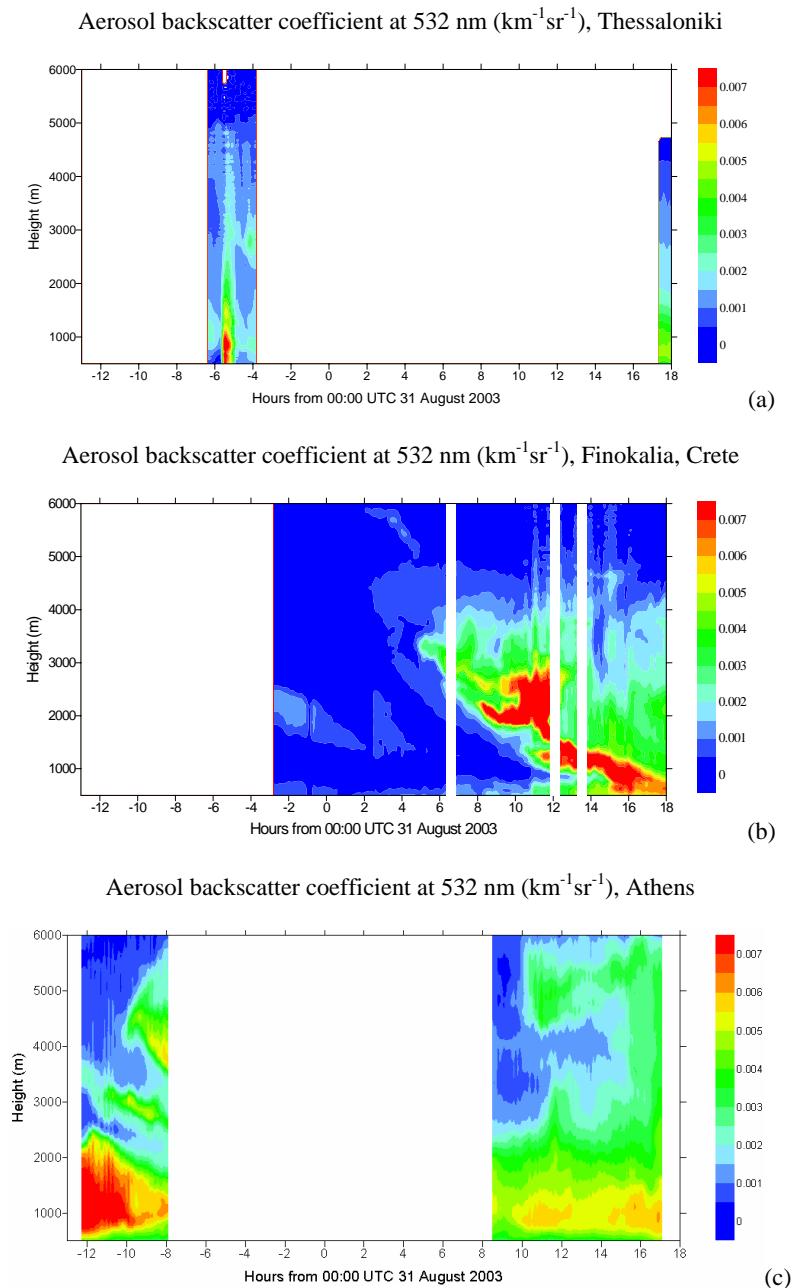 Aerosol backscatter coefficient at 532 nm (km⁻¹sr⁻¹), Thessaloniki
6000
5000
4000
3000
2000
1000
Height (m)
-12 -10 -8 -6 -4 -2 0 2 4 6 8 10 12 14 16 18
Hours from 00:00 UTC 31 August 2003
0.007
0.006
0.005
0.004
0.003
0.002
0.001
0
(a)
Aerosol backscatter coefficient at 532 nm (km⁻¹sr⁻¹), Finokalia, Crete
6000
5000
4000
3000
2000
1000
Height (m)
-12 -10 -8 -6 -4 -2 0 2 4 6 8 10 12 14 16 18
Hours from 00:00 UTC 31 August 2003
0.007
0.006
0.005
0.004
0.003
0.002
0.001
0
(b)
Aerosol backscatter coefficient at 532 nm (km⁻¹sr⁻¹), Athens
6000
5000
4000
3000
2000
1000
Height (m)
-12 -10 -8 -6 -4 -2 0 2 4 6 8 10 12 14 16 18
Hours from 00:00 UTC 31 August 2003
0.007
0.006
0.005
0.004
0.003
0.002
0.001
0
(c)